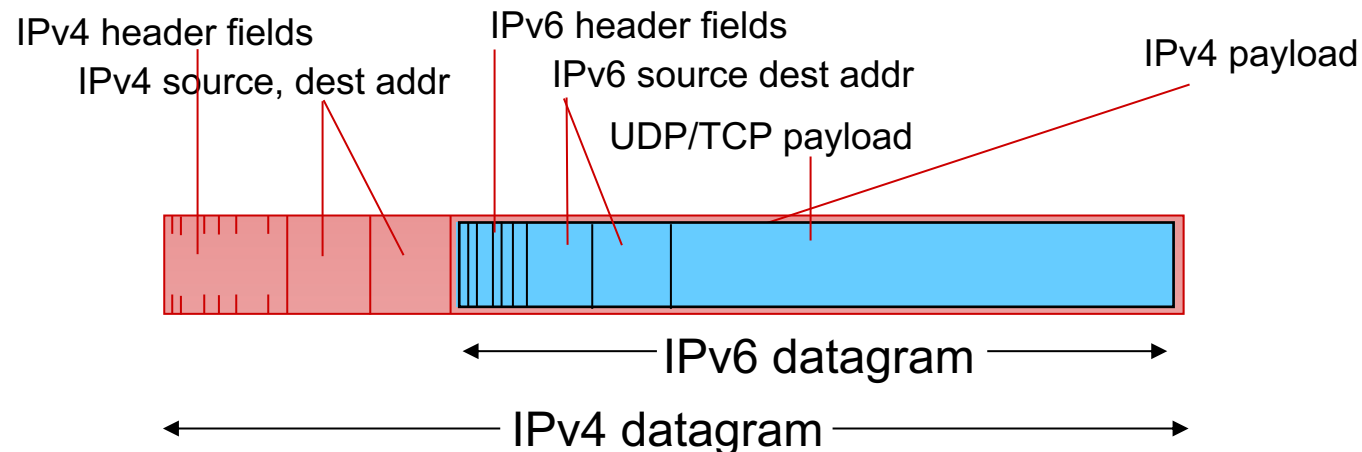 IPv4 header fields
IPv6 header fields
IPv4 payload
IPv4 source, dest addr
IPv6 source dest addr
UDP/TCP payload
IPv6 datagram
IPv4 datagram